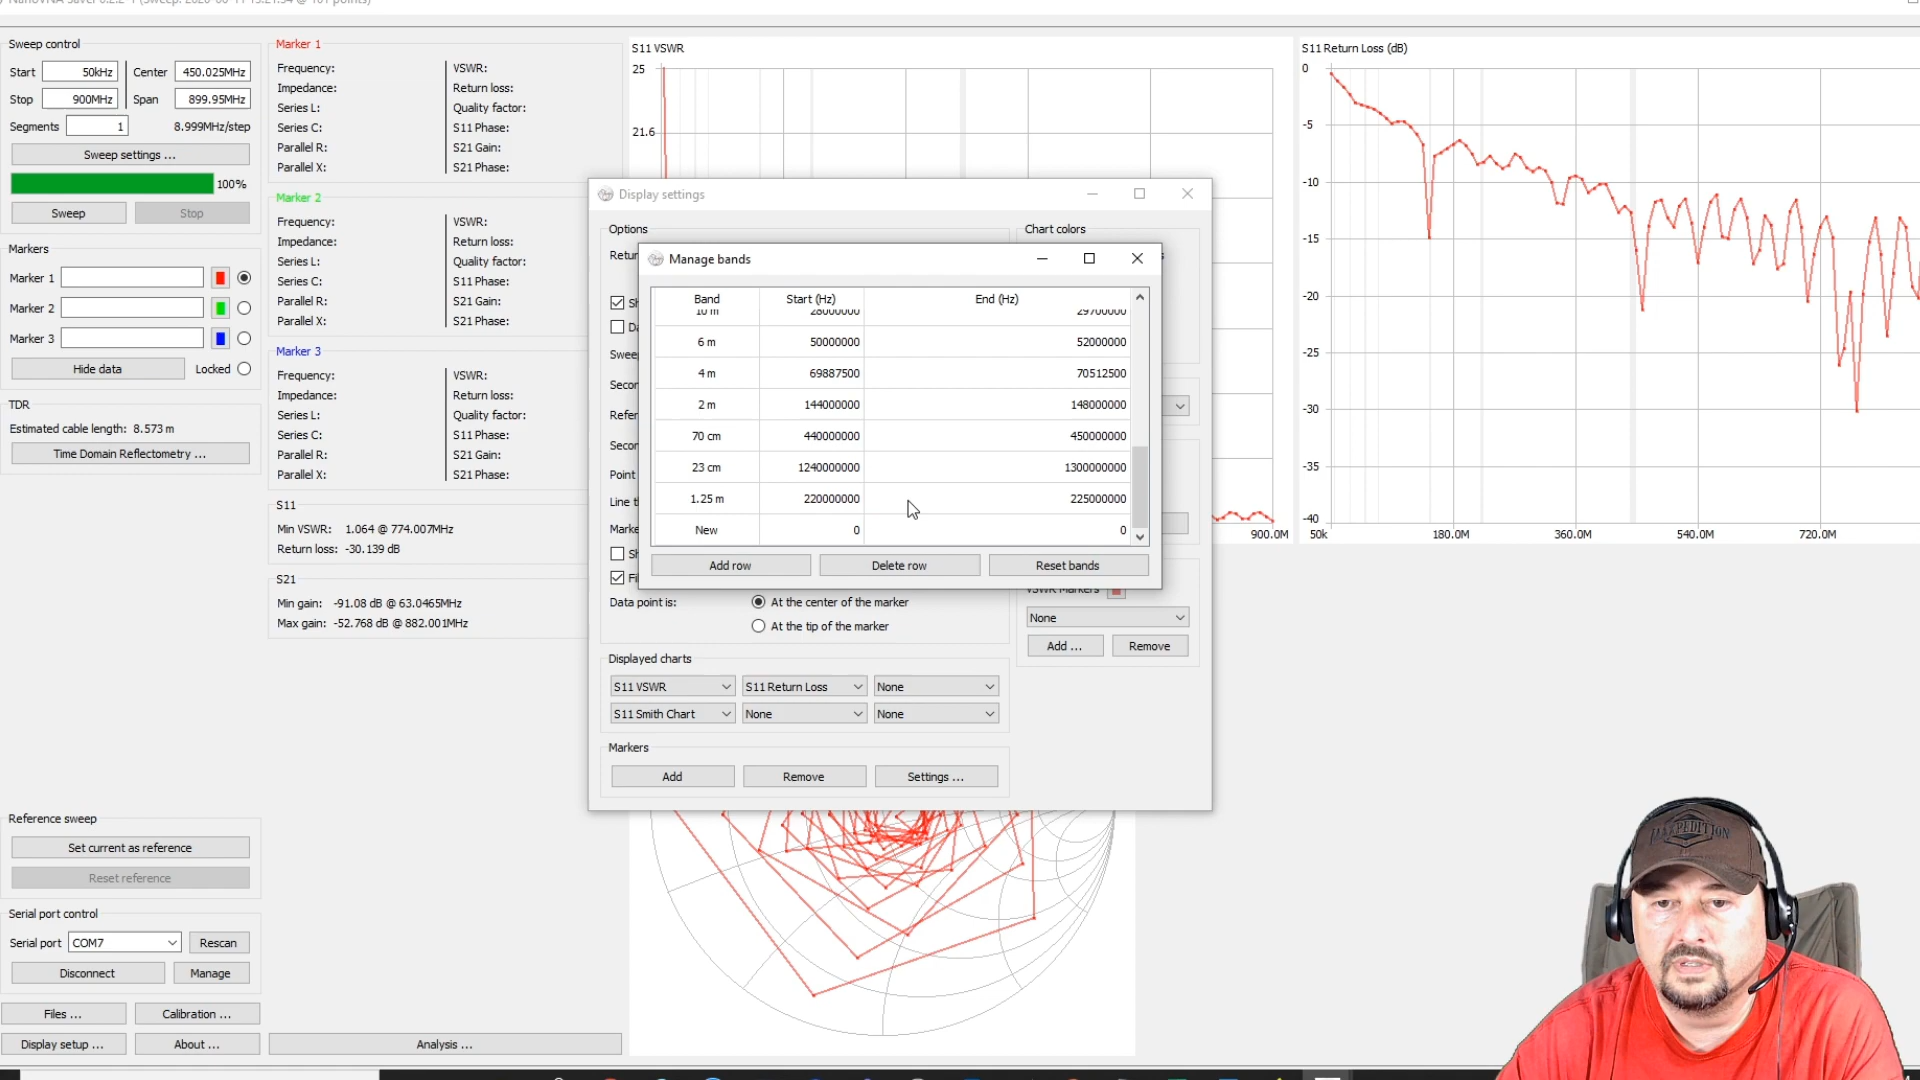 Sweep control
Start 50kHz Center 450.025MHz
Stop 900MHz Span 899.95MHz
Segments 1 8.999MHz/step
Sweep settings ...
100%
Sweep Stop
Markers
Marker 1
Marker 2
Marker 3
Hide data Locked
TDR
Estimated cable length: 8.573 m
Time Domain Reflectometry ...
Reference sweep
Set current as reference
Reset reference
Serial port control
Serial port COM7 Rescan
Disconnect Manage
Files ... Calibration ...
Display setup ... About ...
Marker 1
Frequency: VSWR:
Impedance: Return loss:
Series L: Quality factor:
Series C: S11 Phase:
Parallel R: S21 Gain:
Parallel X: S21 Phase:
Marker 2
Frequency: VSWR:
Impedance: Return loss:
Series L: Quality factor:
Series C: S11 Phase:
Parallel R: S21 Gain:
Parallel X: S21 Phase:
Marker 3
Frequency: VSWR:
Impedance: Return loss:
Series L: Quality factor:
Series C: S11 Phase:
Parallel R: S21 Gain:
Parallel X: S21 Phase:
S11
Min VSWR: 1.064 @ 774.007MHz
Return loss: -30.139 dB
S21
Min gain: -91.08 dB @ 63.0465MHz
Max gain: -52.768 dB @ 882.001MHz
Analysis ...
S11 VSWR
25
21.6
900.0M
S11 Return Loss (dB)
0
-5
-10
-15
-20
-25
-30
-35
-40
50k 180.0M 360.0M 540.0M 720.0M
Display settings
Options Chart colors
Manage bands
Band Start (Hz) End (Hz)
10 m 28000000 29700000
6 m 50000000 52000000
4 m 69887500 70512500
2 m 144000000 148000000
70 cm 440000000 450000000
23 cm 1240000000 1300000000
1.25 m 220000000 225000000
New 0 0
Add row Delete row Reset bands
Data point is: At the center of the marker
At the tip of the marker
VSWR Markers
None
Add ... Remove
Displayed charts
S11 VSWR S11 Return Loss None
S11 Smith Chart None None
Markers
Add Remove Settings ...